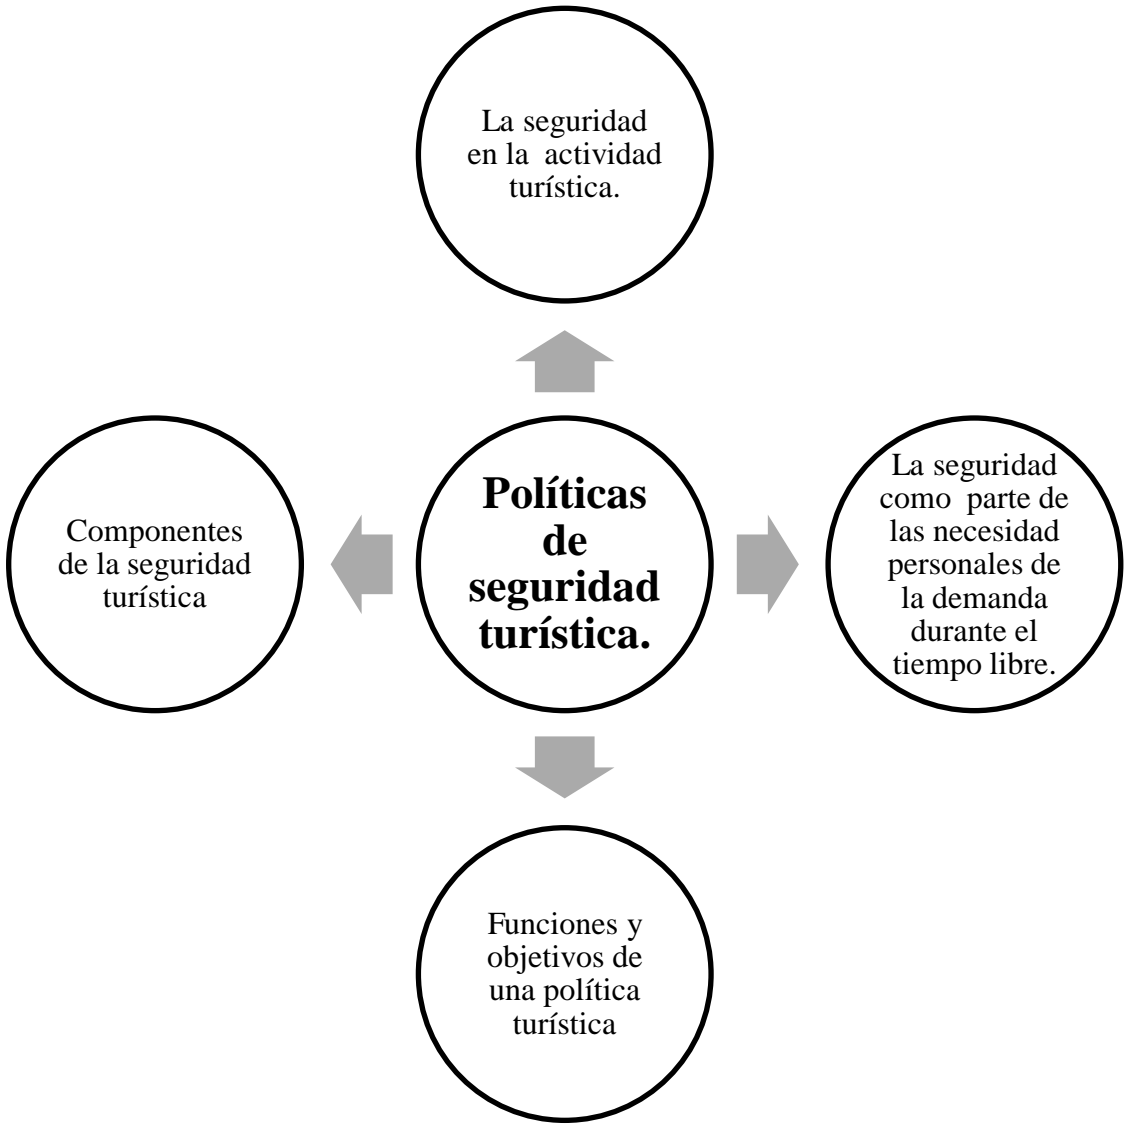 La seguridad
en la  actividad
turística.
Componentes
de la seguridad
turística
Políticas
de
seguridad
turística.
La seguridad
como  parte de
las necesidad
personales de
la demanda
durante el
tiempo libre.
Funciones y
objetivos de
una política
turística